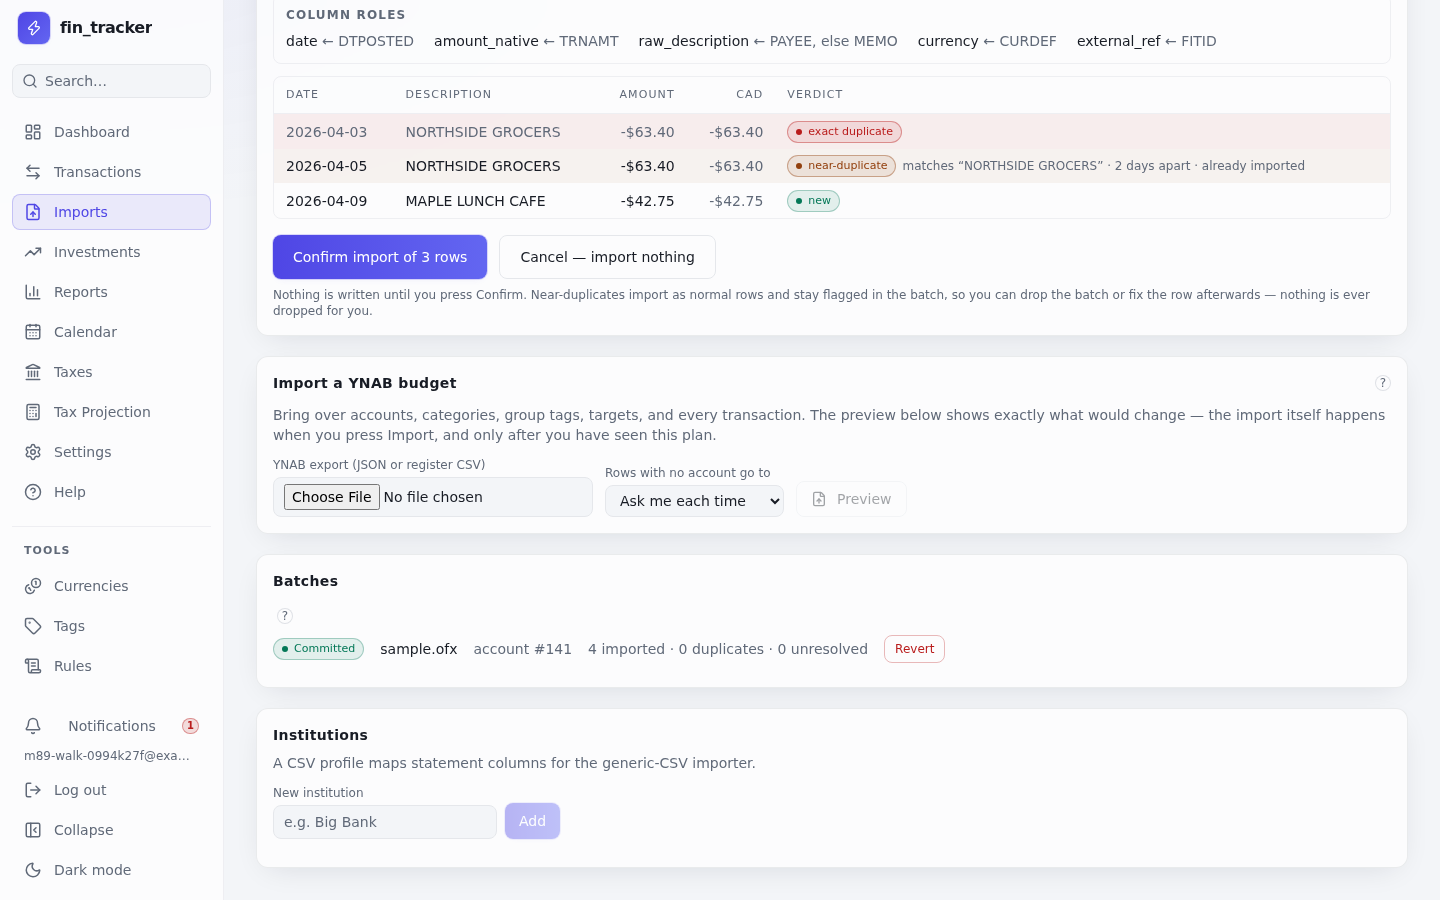 fin_tracker
Search...
Dashboard
Transactions
Imports
Investments
Reports
Calendar
Taxes
Tax Projection
Settings
Help
TOOLS
Currencies
Tags
Rules
Notifications 1
m89-walk-0994k27f@exa...
Log out
Collapse
Dark mode
COLUMN ROLES
date ← DTPOSTED amount_native ← TRNAMT raw_description ← PAYEE, else MEMO currency ← CURDEF external_ref ← FITID
DATE DESCRIPTION AMOUNT CAD VERDICT
2026-04-03 NORTHSIDE GROCERS -$63.40 -$63.40 exact duplicate
2026-04-05 NORTHSIDE GROCERS -$63.40 -$63.40 near-duplicate matches “NORTHSIDE GROCERS” · 2 days apart · already imported
2026-04-09 MAPLE LUNCH CAFE -$42.75 -$42.75 new
Confirm import of 3 rows Cancel — import nothing
Nothing is written until you press Confirm. Near-duplicates import as normal rows and stay flagged in the batch, so you can drop the batch or fix the row afterwards — nothing is ever
dropped for you.
Import a YNAB budget ?
Bring over accounts, categories, group tags, targets, and every transaction. The preview below shows exactly what would change — the import itself happens
when you press Import, and only after you have seen this plan.
YNAB export (JSON or register CSV) Rows with no account go to
Choose File No file chosen Ask me each time Preview
Batches
?
Committed sample.ofx account #141 4 imported · 0 duplicates · 0 unresolved Revert
Institutions
A CSV profile maps statement columns for the generic-CSV importer.
New institution
e.g. Big Bank Add